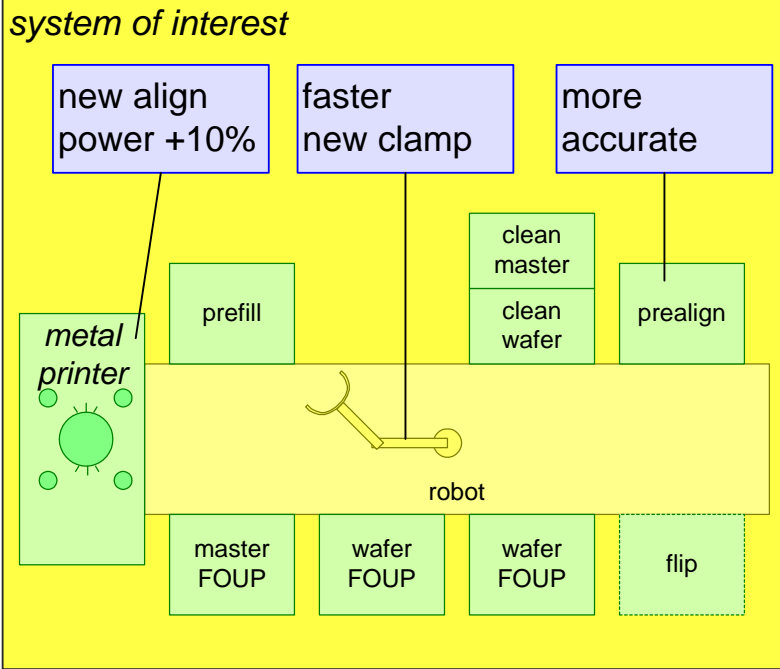 system of interest
new align
power +10%
faster
new clamp
more
accurate
clean
master
prefill
clean
wafer
prealign
metal
printer
robot
master
FOUP
wafer
FOUP
wafer
FOUP
flip